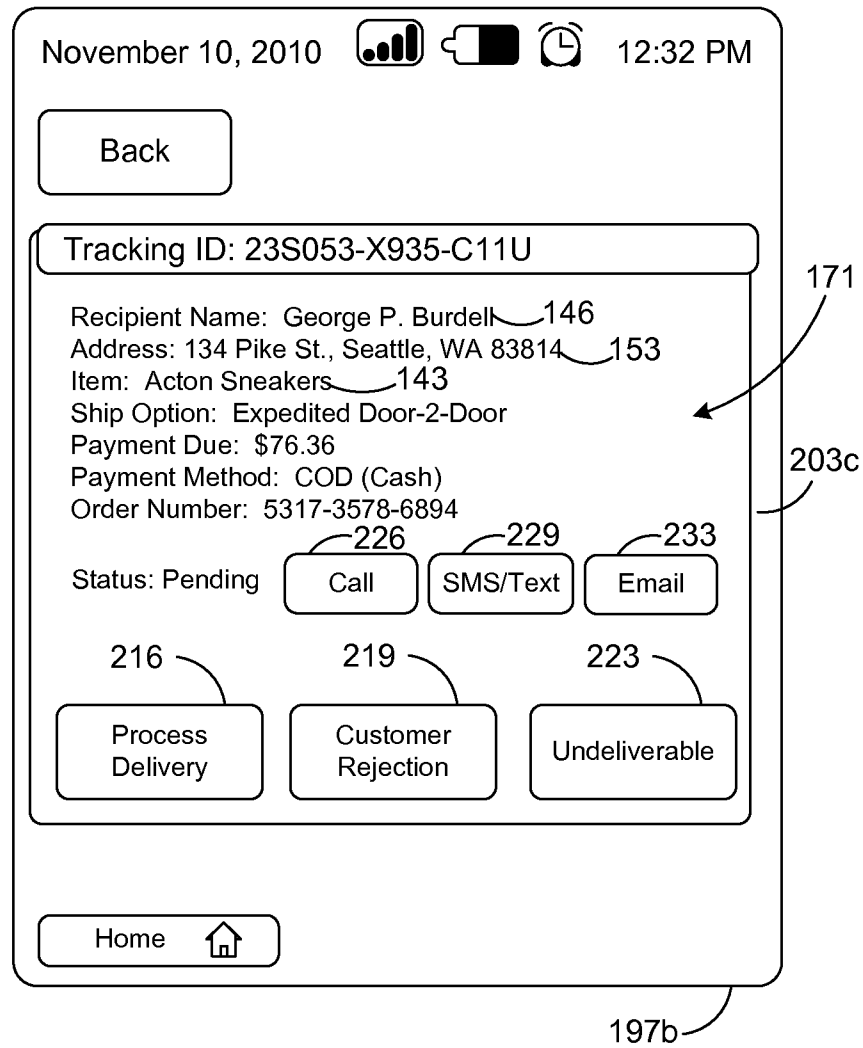 November 10, 2010 12:32 PM
Back
Tracking ID: 23S053-X935-C11U
171
Recipient Name: George P. Burdell 146
Address: 134 Pike St., Seattle, WA 83814 153
Item: Acton Sneakers 143
Ship Option: Expedited Door-2-Door
Payment Due: $76.36
203c
Payment Method: COD (Cash)
Order Number: 5317-3578-6894
226 229 233
Status: Pending Call SMS/Text Email
216 219 223
Process Delivery
Customer Rejection
Undeliverable
Home
197b